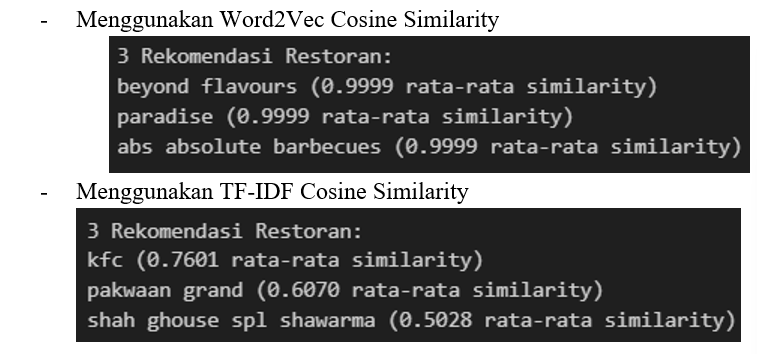 - Menggunakan Word2Vec Cosine Similarity
3 Rekomendasi Restoran:
beyond flavours (0.9999 rata-rata similarity)
paradise (0.9999 rata-rata similarity)
abs absolute barbecues (0.9999 rata-rata similarity)
- Menggunakan TF-IDF Cosine Similarity
3 Rekomendasi Restoran:
kfc (0.7601 rata-rata similarity)
pakwaan grand (0.6070 rata-rata similarity)
shah ghouse spl shawarma (0.5028 rata-rata similarity)